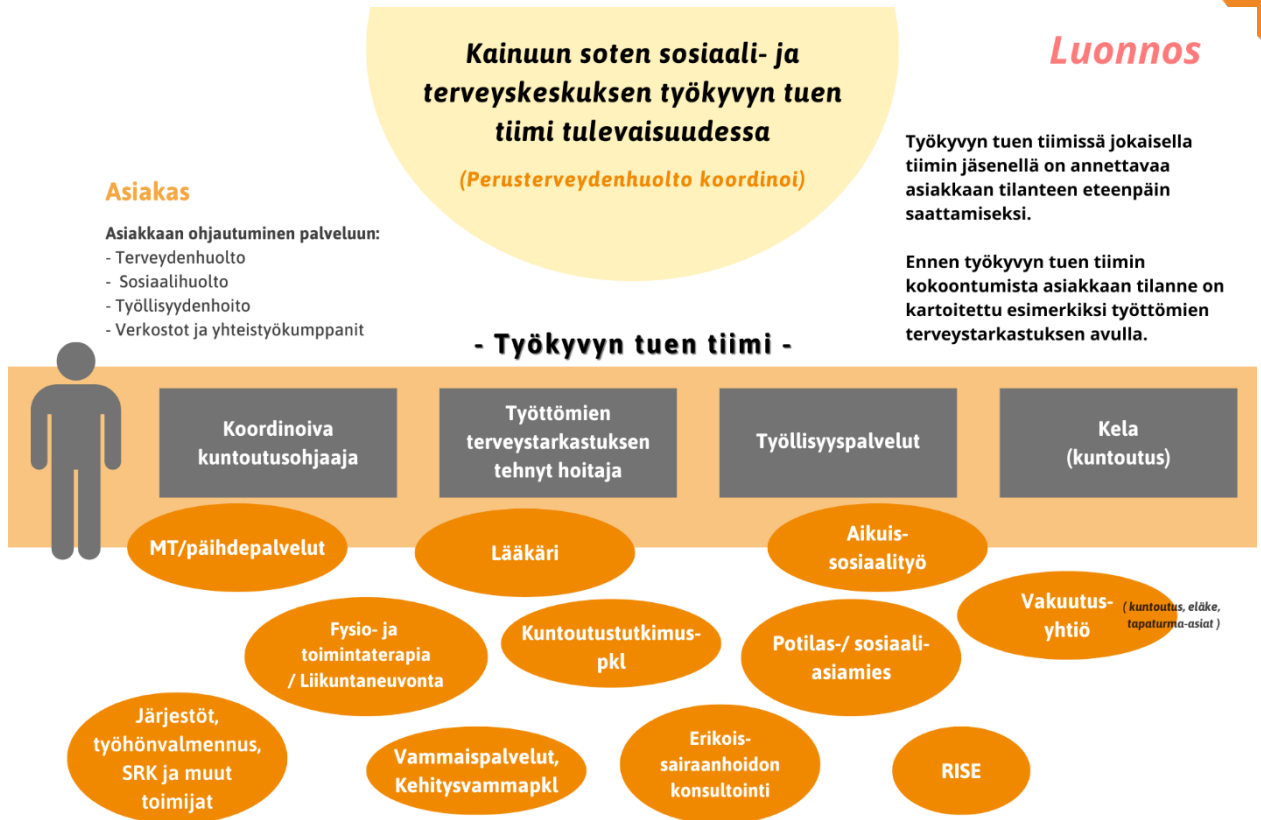 Kainuun soten sosiaali- ja
terveyskeskuksen työkyvyn tuen
tiimi tulevaisuudessa
(Perusterveydenhuolto koordinoi)
Luonnos
Työkyvyn tuen tiimissä jokaisella
tiimin jäsenellä on annettavaa
asiakkaan tilanteen eteenpäin
saattamiseksi.
Ennen työkyvyn tuen tiimin
kokoontumista asiakkaan tilanne on
kartoitettu esimerkiksi työttömien
terveystarkastuksen avulla.
Asiakas
Asiakkaan ohjautuminen palveluun:
- Terveydenhuolto
- Sosiaalihuolto
- Työllisyydenhoito
- Verkostot ja yhteistyökumppanit
- Työkyvyn tuen tiimi -
Koordinoiva
kuntoutusohjaaja
Työttömien
terveystarkastuksen
tehnyt hoitaja
Työllisyyspalvelut
Kela
(kuntoutus)
MT/päihdepalvelut
Lääkäri
Aikuis-
sosiaalityö
Vakuutus-
yhtiö
( kuntoutus, eläke,
tapaturma-asiat )
Fysio- ja
toimintaterapia
/ Liikuntaneuvonta
Kuntoutustutkimus-
pkl
Potilas-/ sosiaali-
asiamies
Järjestöt,
työhönvalmennus,
SRK ja muut
toimijat
Vammaispalvelut,
Kehitysvammapkl
Erikois-
sairaanhoidon
konsultointi
RISE